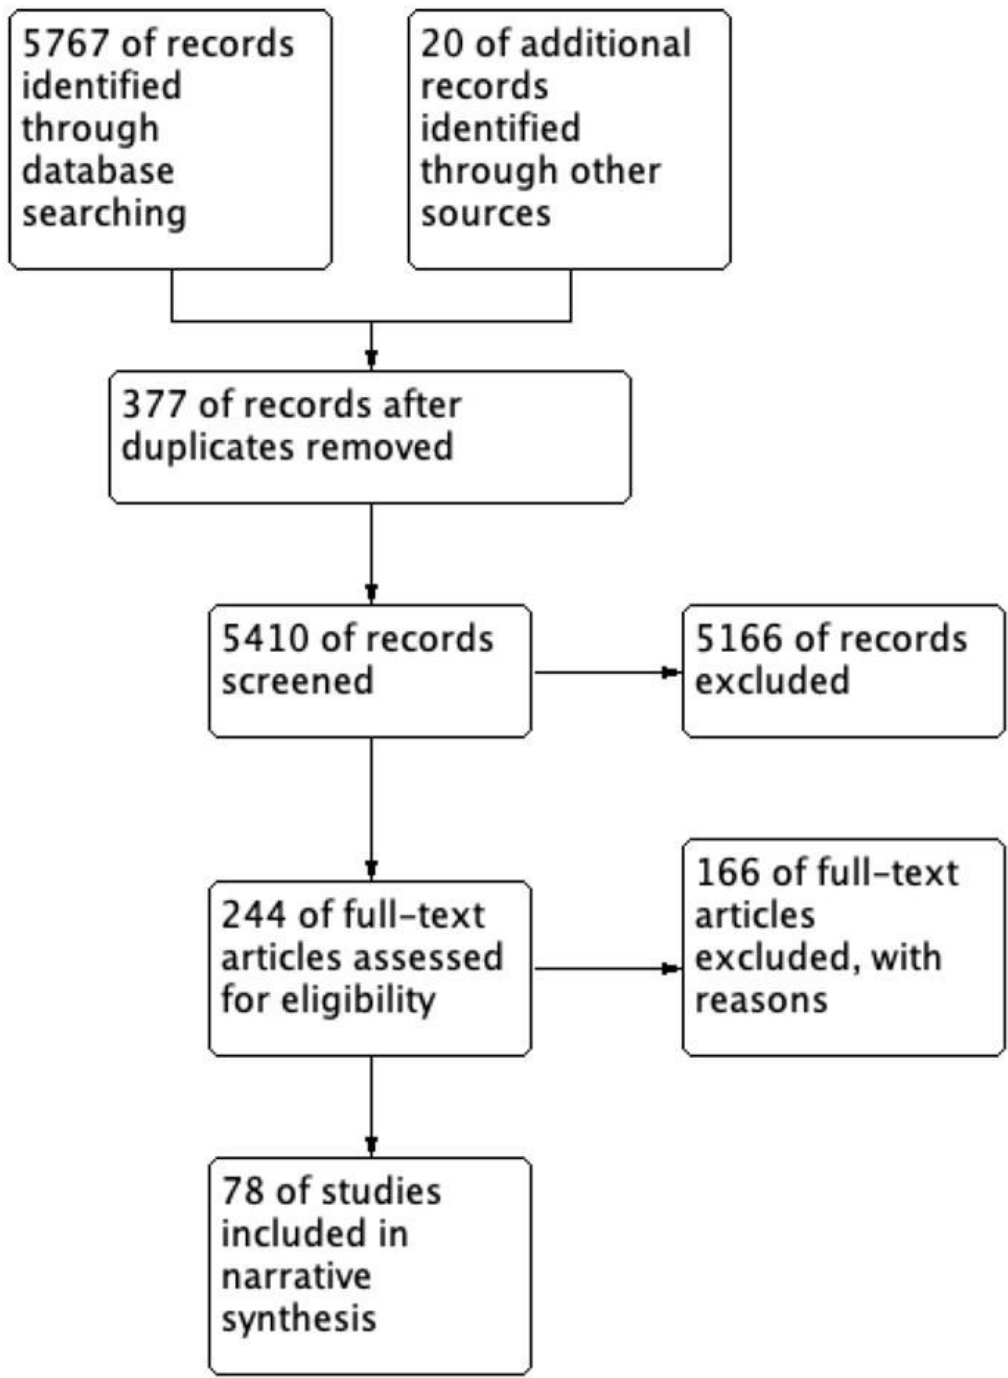 5767 of records
identified
through
database
searching
20 of additional
records
identified
through other
sources
377 of records after
duplicates removed
5410 of records
screened
5166 of records
excluded
244 of full-text
articles assessed
for eligibility
166 of full-text
articles
excluded, with
reasons
78 of studies
included in
narrative
synthesis